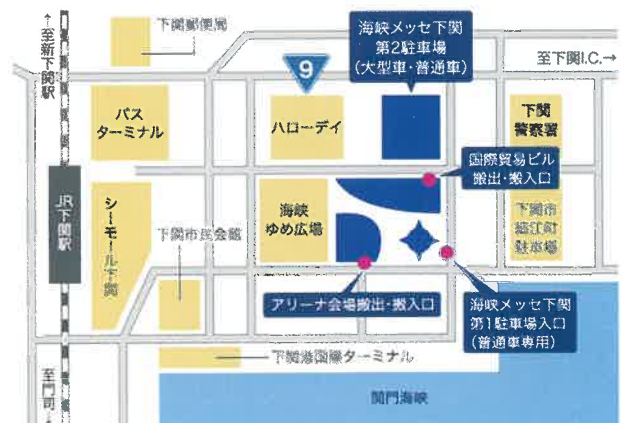 ↑至新下関駅
下関郵便局
海峡メッセ下関
第2駐車場
(大型車・普通車)
至下関I.C.→
9
バス
ターミナル
ハローデイ
下関
警察署
国際貿易ビル
搬出・搬入口
JR下関駅
シーモール下関
下関市民会館
海峡
ゆめ広場
下関市
細江町
駐車場
アリーナ会場搬出・搬入口
海峡メッセ下関
第1駐車場入口
(普通車専用)
下関港国際ターミナル
至門司↓
関門海峡